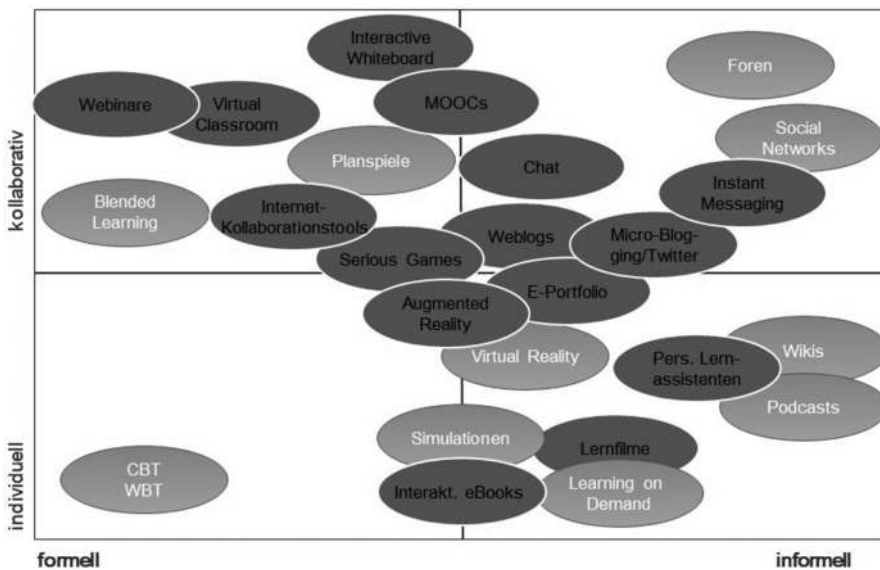 Interactive
Whiteboard
Foren
Webinare
Virtual
Classroom
MOOCs
Social
Networks
Planspiele
Chat
Instant
Messaging
Blended
Learning
Internet-
Kollaborationstools
Weblogs
Micro-Blog-
ging/Twitter
Serious Games
kollaborativ
Augmented
Reality
E-Portfolio
Virtual Reality
Pers. Lern-
assistenten
Wikis
Podcasts
Simulationen
Lernfilme
CBT
WBT
Interakt. eBooks
Learning on
Demand
individuell
formell
informell